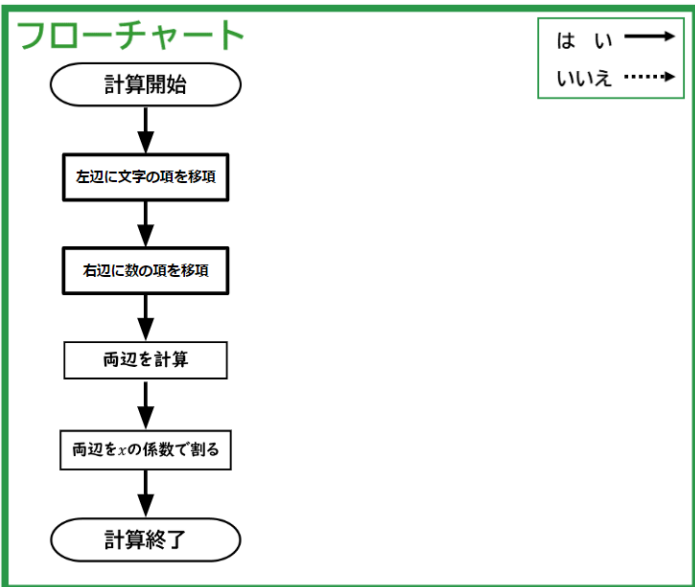 フローチャート
は い
いいえ
計算開始
左辺に文字の項を移項
右辺に数の項を移項
両辺を計算
両辺をxの係数で割る
計算終了